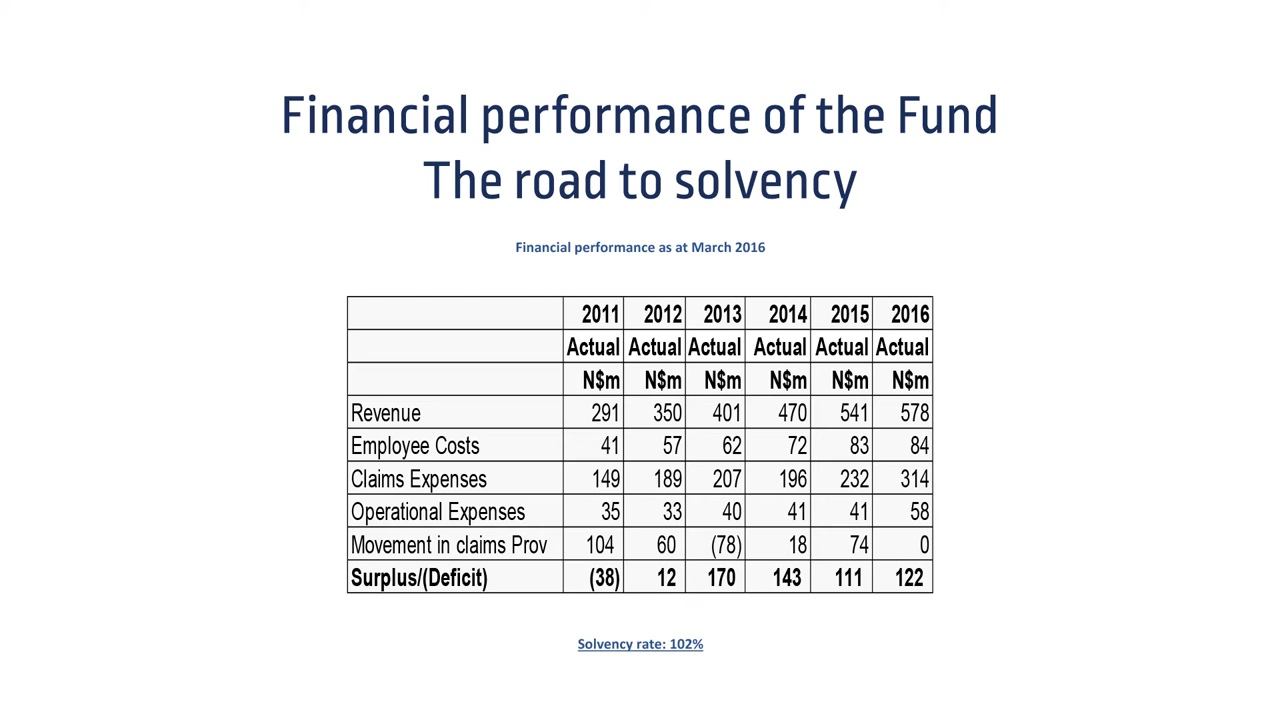 Financial performance of the Fund
The road to solvency
Financial performance as at March 2016
2011 2012 2013 2014 2015 2016
Actual Actual Actual Actual Actual Actual
N$m N$m N$m N$m N$m N$m
Revenue 291 350 401 470 541 578
Employee Costs 41 57 62 72 83 84
Claims Expenses 149 189 207 196 232 314
Operational Expenses 35 33 40 41 41 58
Movement in claims Prov 104 60 (78) 18 74 0
Surplus/(Deficit) (38) 12 170 143 111 122
Solvency rate: 102%